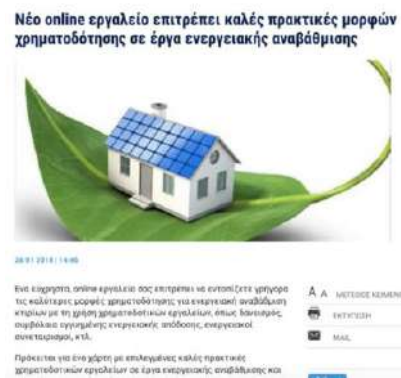 Νέο online εργαλείο επιτρέπει καλές πρακτικές μορφών
χρηματοδότησης σε έργα ενεργειακής αναβάθμισης
Ένα εύχρηστο, online εργαλείο σας επιτρέπει να εντοπίζετε γρήγορα
τις καλύτερες μορφές χρηματοδότησης για ενεργειακή αναβάθμιση
κτιρίων με τη χρήση χρηματοδοτικών εργαλείων, όπως δανεισμός,
συμβόλαια εγγυημένης ενεργειακής απόδοσης, ενεργειακοί
συνεταιρισμοί, κτλ.
Πρόκειται για ένα χάρτη με επιλεγμένες καλές πρακτικές
χρηματοδοτικών εργαλείων σε έργα ενεργειακής αναβάθμισης και
A A ΜΕΓΕΘΟΣ ΚΕΙΜΕΝΟΥ
ΕΚΤΥΠΩΣΗ
MAIL